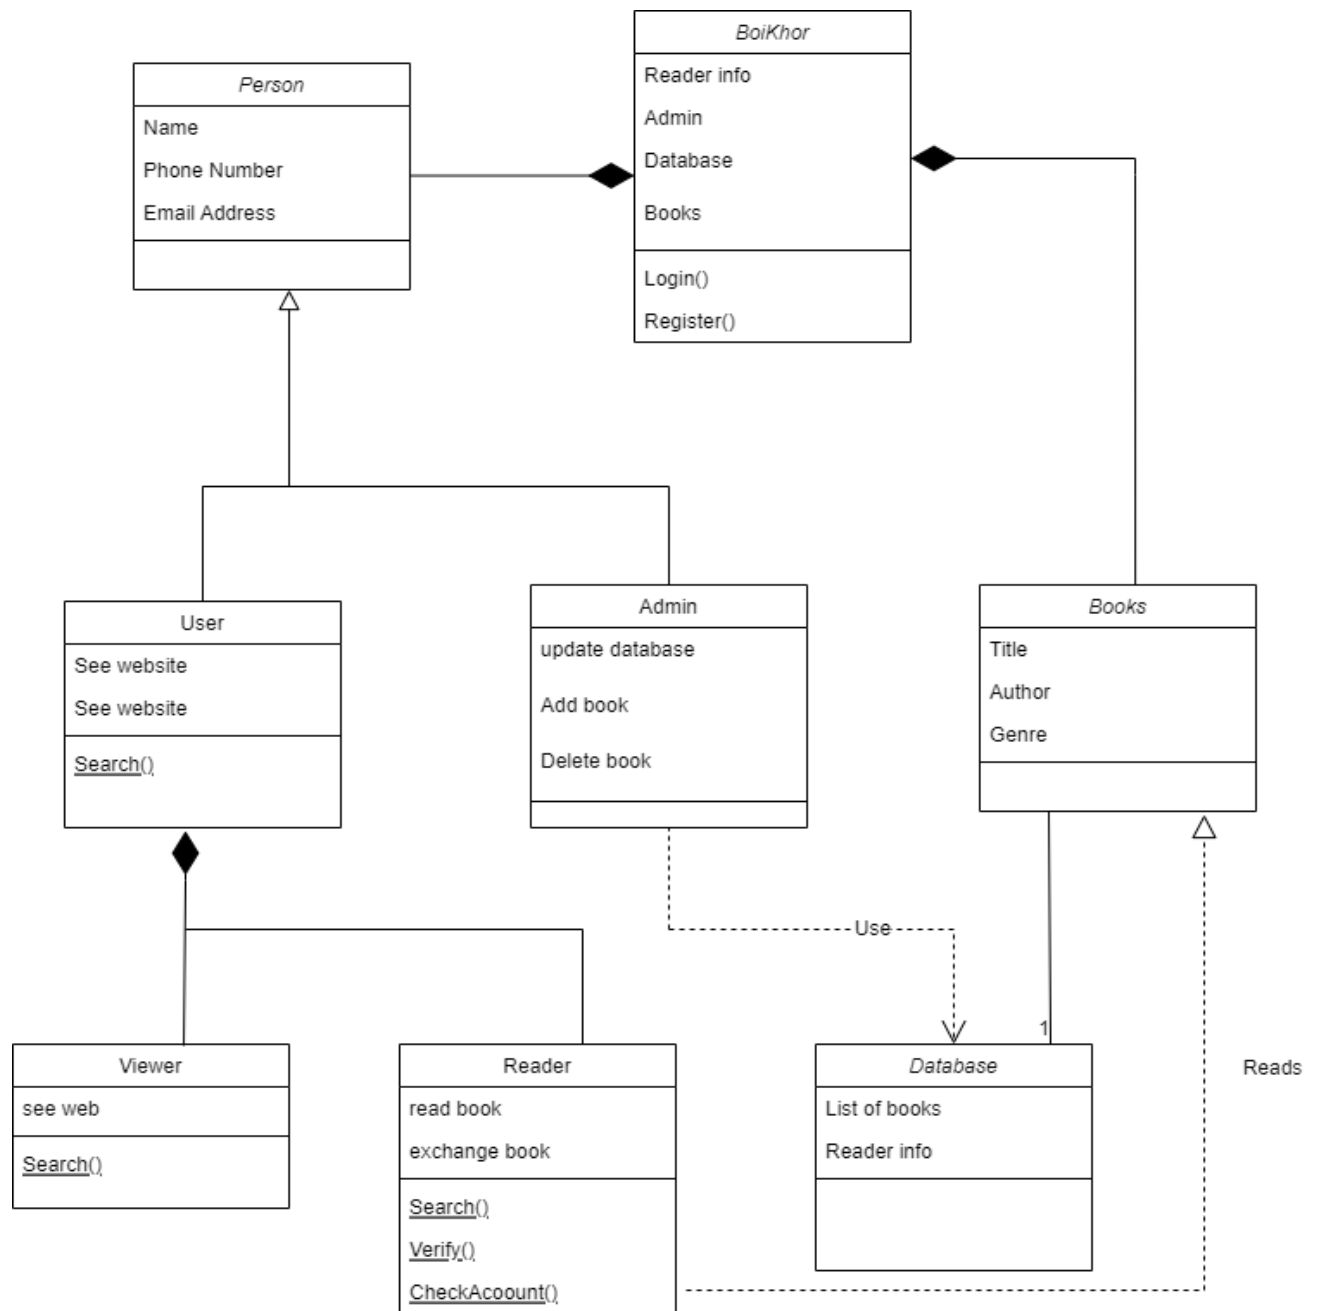 BoiKhor
Reader info
Admin
Database
Books
Login()
Register()
Person
Name
Phone Number
Email Address
User
See website
See website
Search()
Admin
update database
Add book
Delete book
Books
Title
Author
Genre
Use
1
Reads
Viewer
see web
Search()
Reader
read book
exchange book
Search()
Verify()
CheckAcoount()
Database
List of books
Reader info